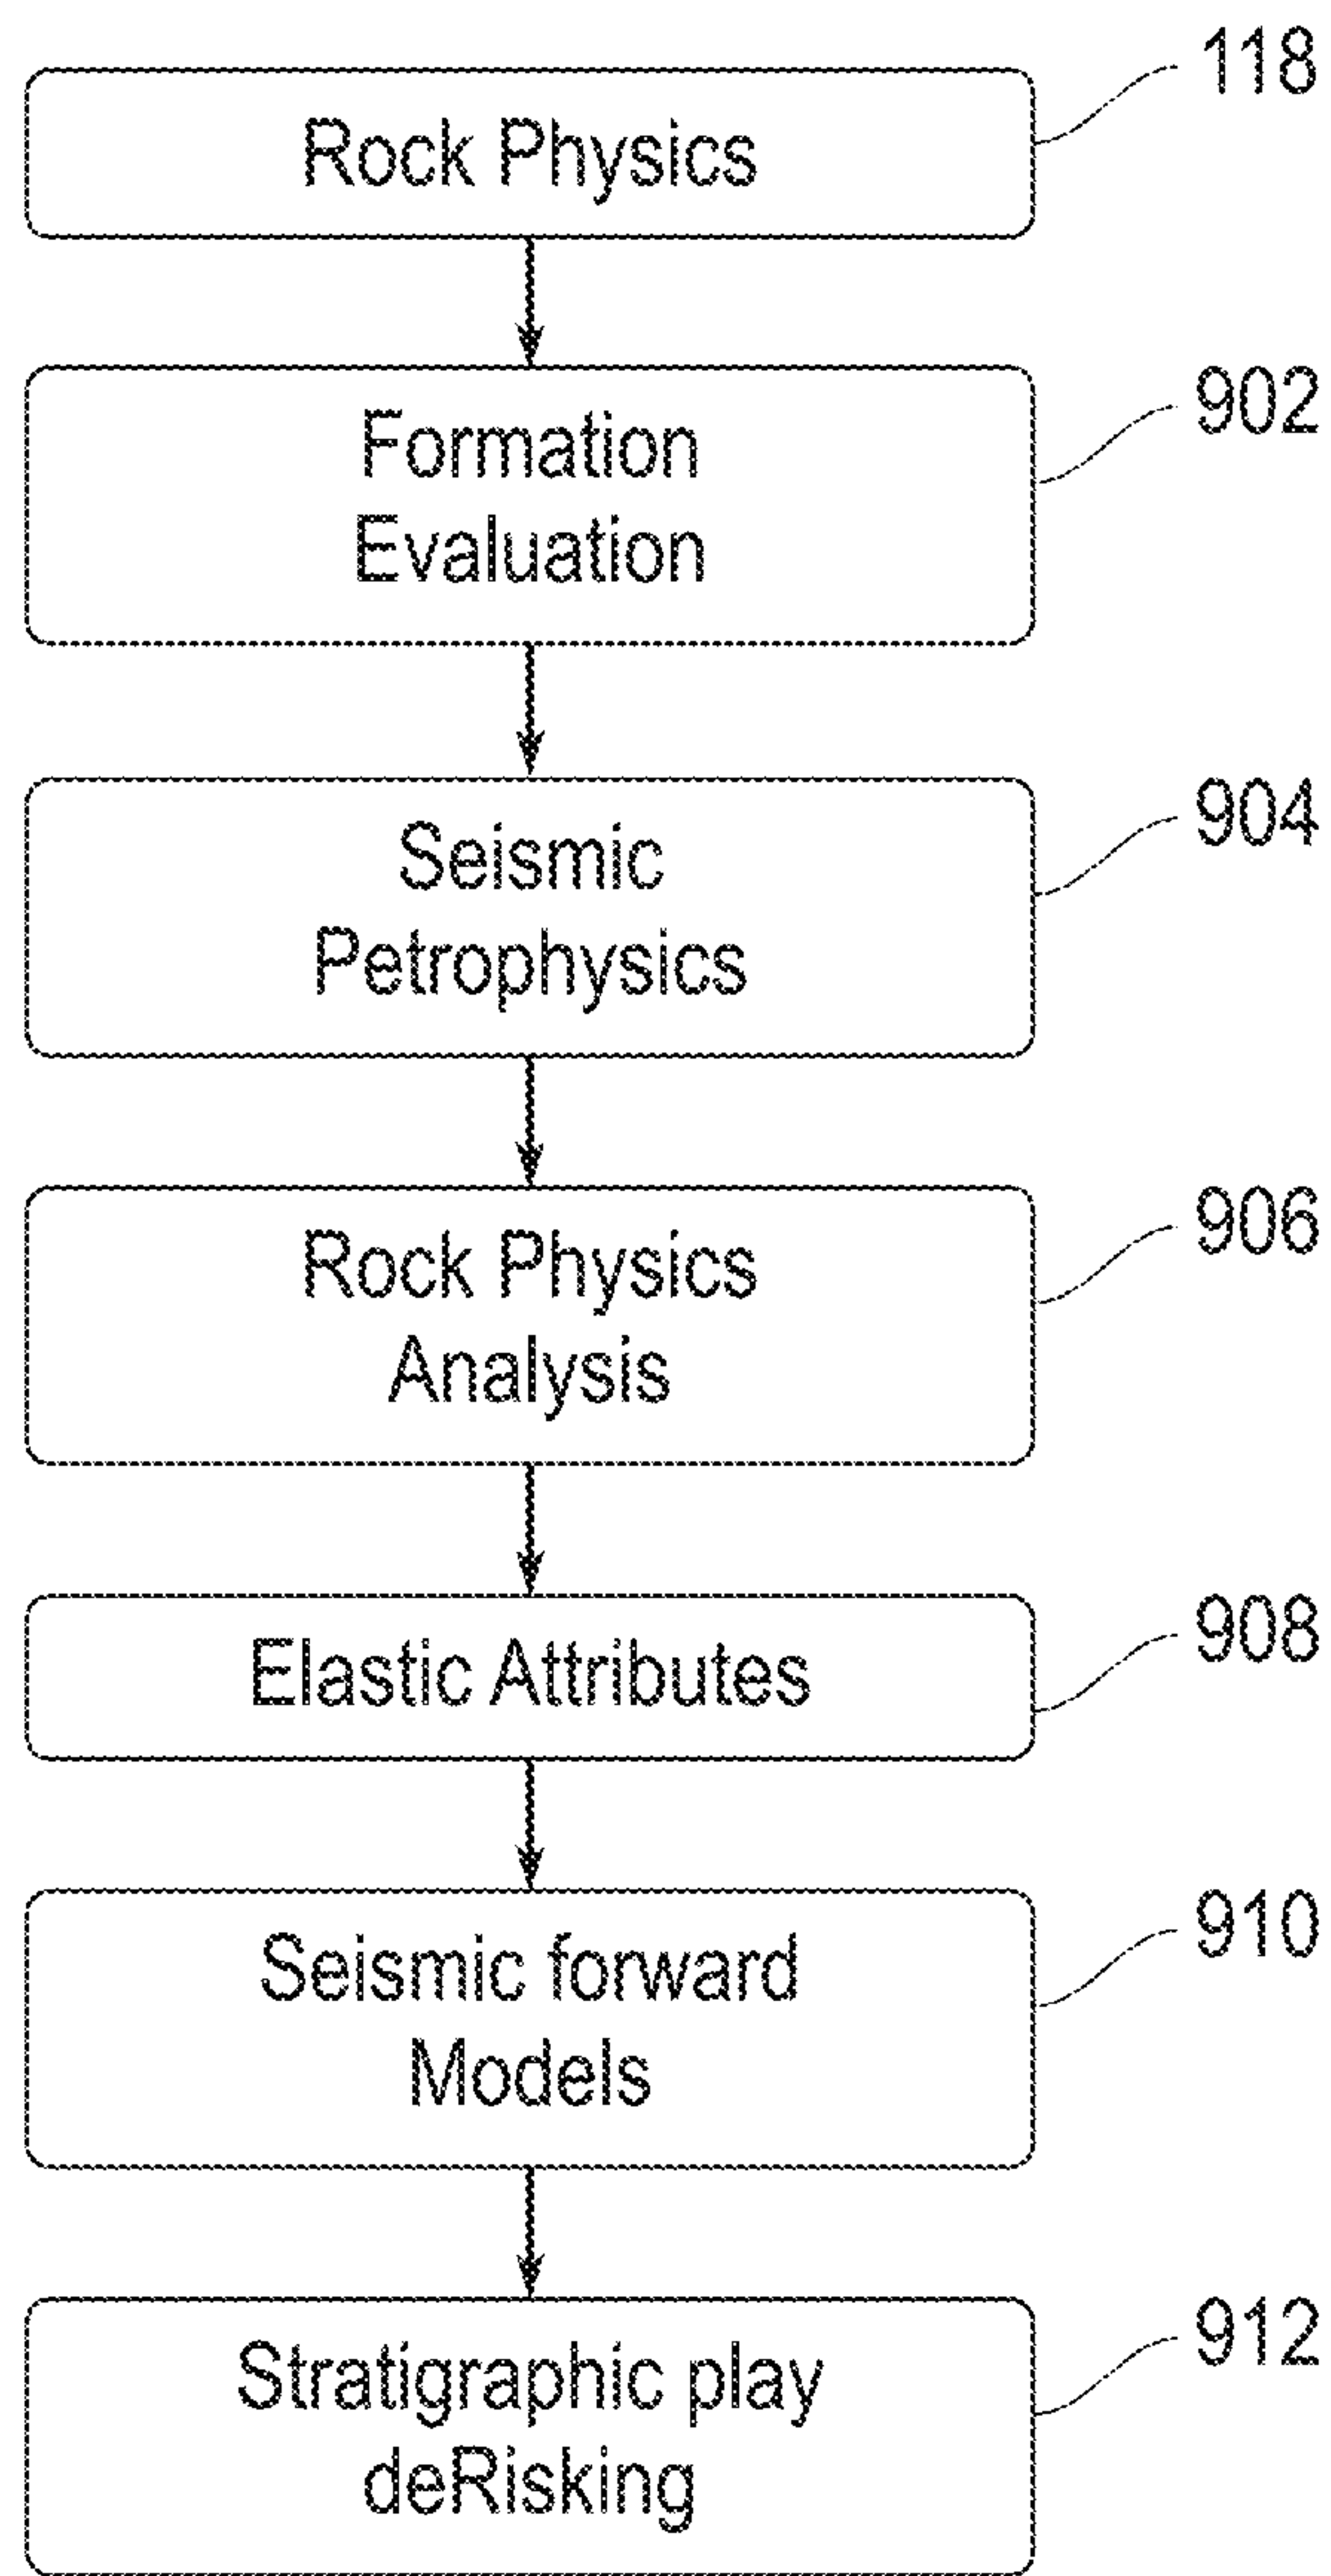 118
Rock Physics
902
Formation
Evaluation
904
Seismic
Petrophysics
906
Rock Physics
Analysis
908
Elastic Attributes
910
Seismic forward
Models
912
Stratigraphic play
deRisking